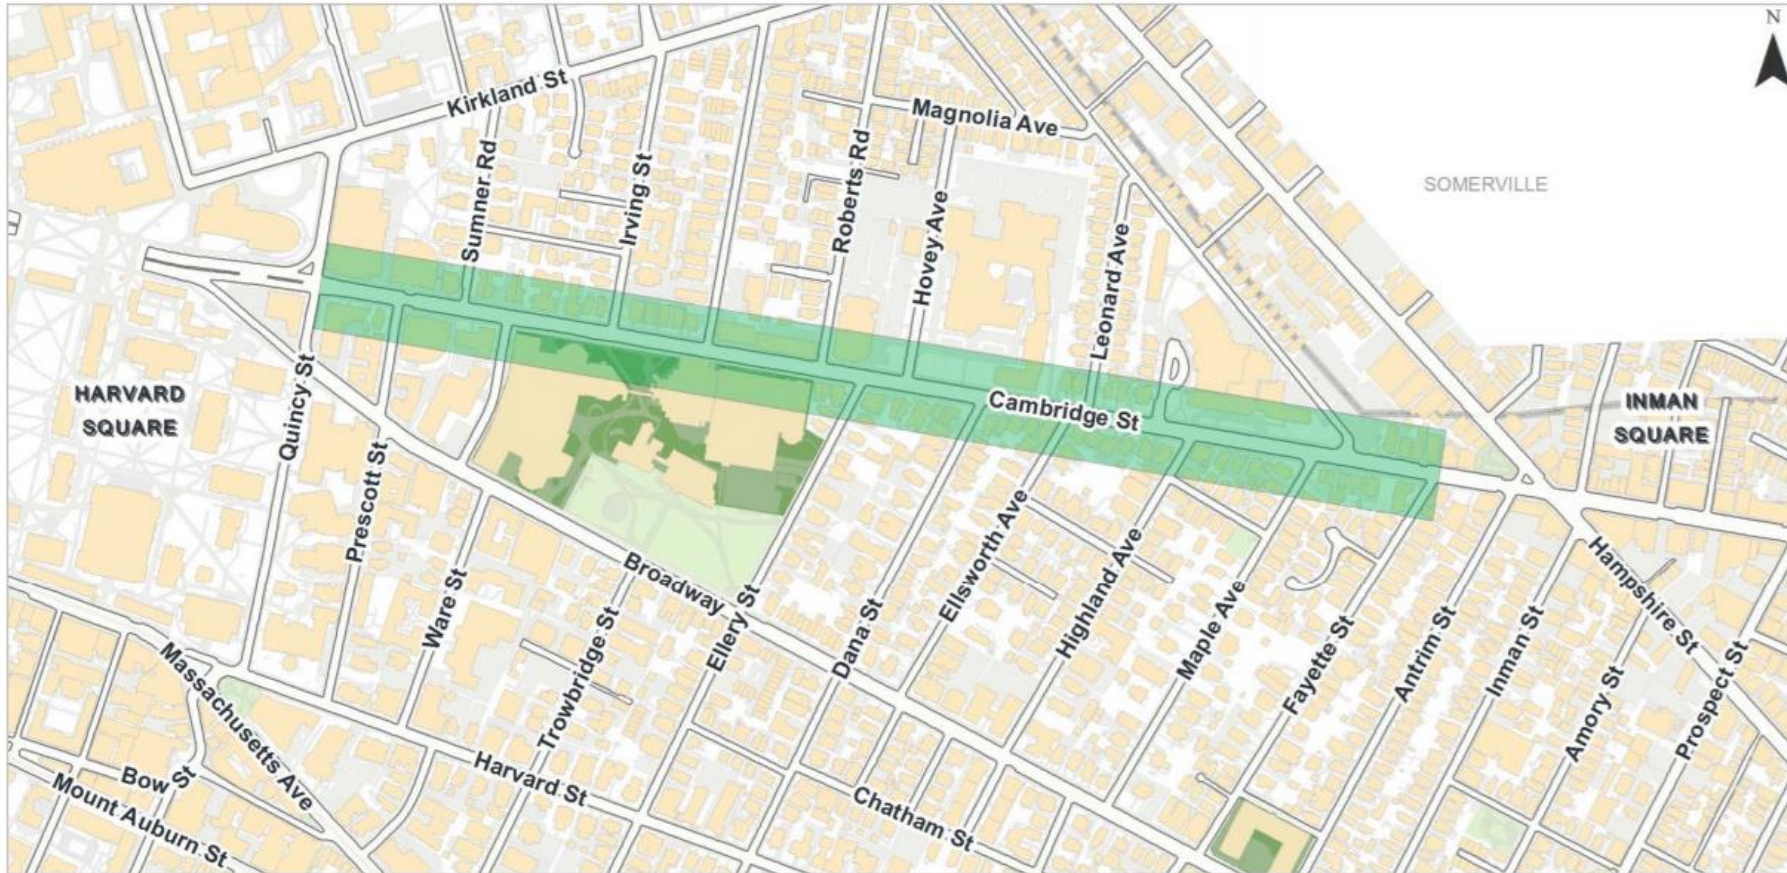 N
Kirkland St
Magnolia Ave
Sumner Rd
Irving St
Roberts Rd
Hovey Ave
Leonard Ave
SOMERVILLE
HARVARD
SQUARE
Quincy St
Cambridge St
INMAN
SQUARE
Prescott St
Ware St
Broadway
Trowbridge St
Ellery St
Dana St
Ellsworth Ave
Highland Ave
Maple Ave
Fayette St
Antrim St
Inman St
Hampshire St
Amory St
Prospect St
Massachusetts Ave
Bow St
Mount Auburn St
Harvard St
Chatham St